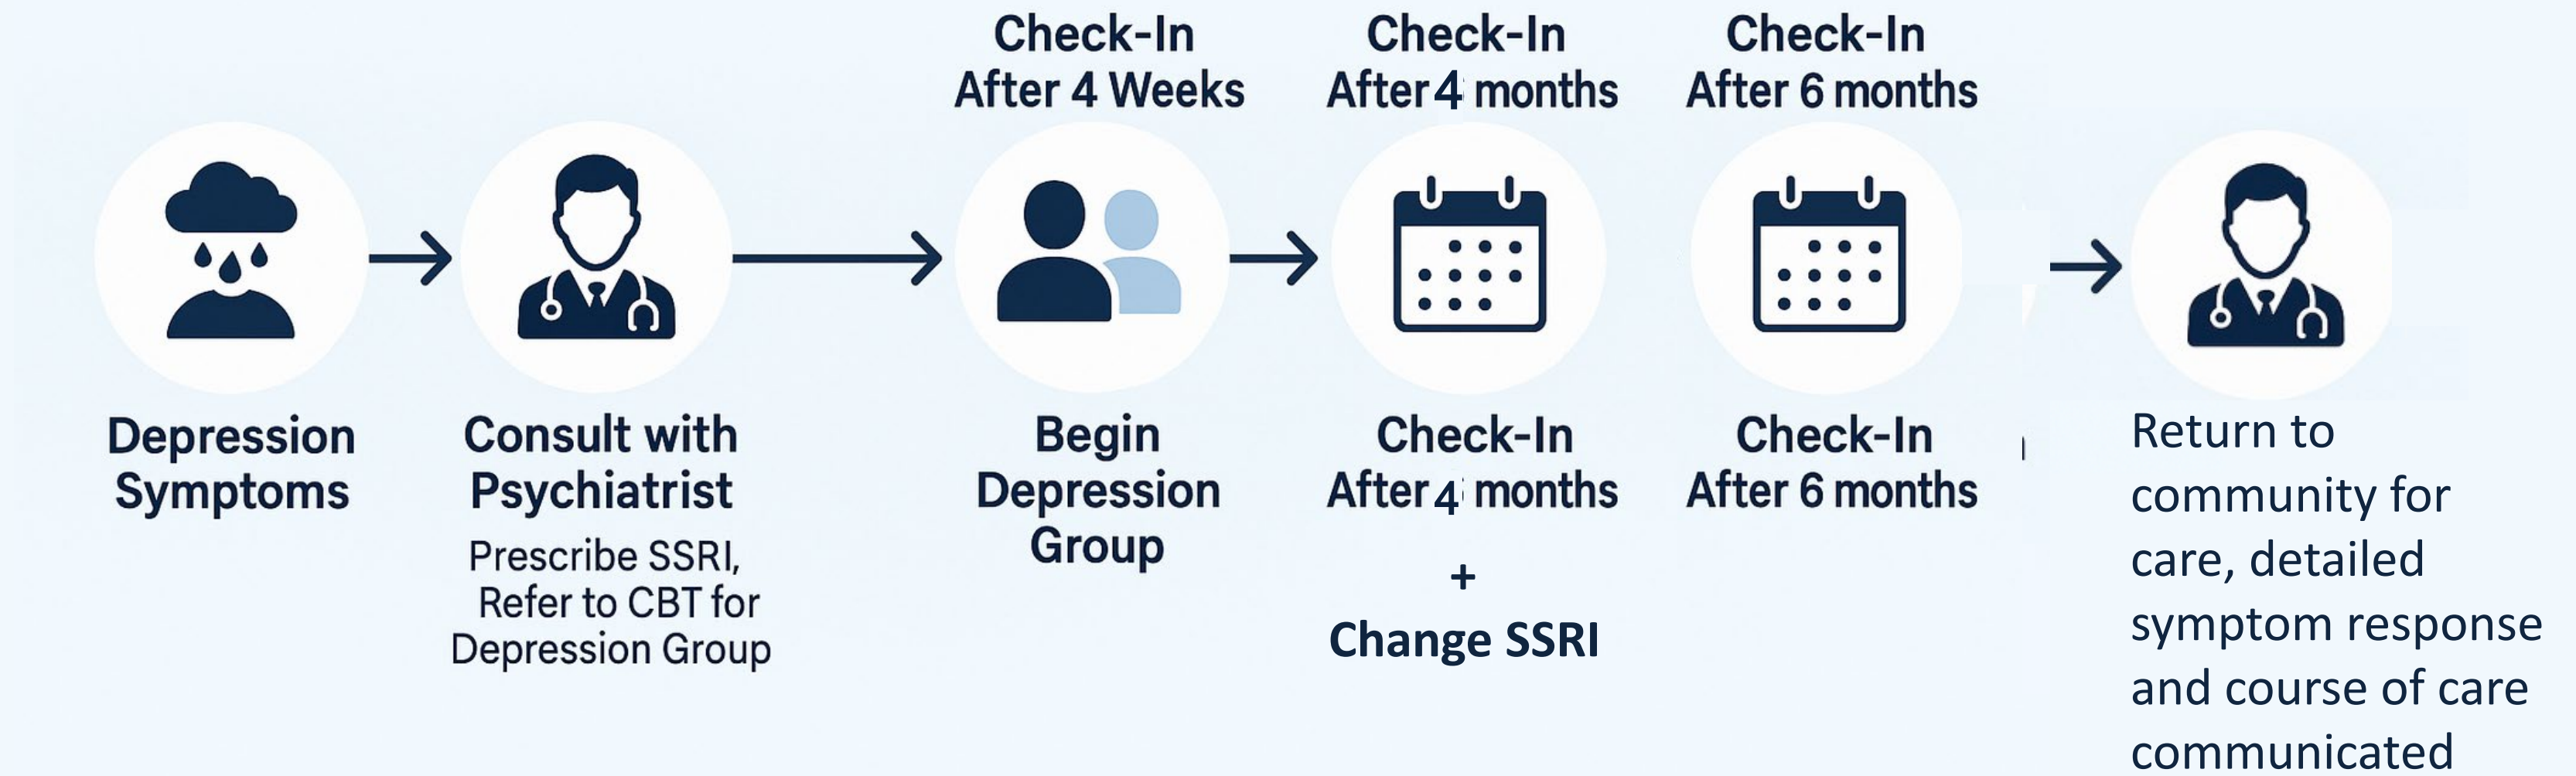 Check-In
After 4 Weeks
Check-In
After 4 months
Check-In
After 6 months
Depression
Symptoms
Consult with
Psychiatrist
Prescribe SSRI,
Refer to CBT for
Depression Group
Begin
Depression
Group
Check-In
After 4 months
+
Change SSRI
Check-In
After 6 months
Return to
community for
care, detailed
symptom response
and course of care
communicated